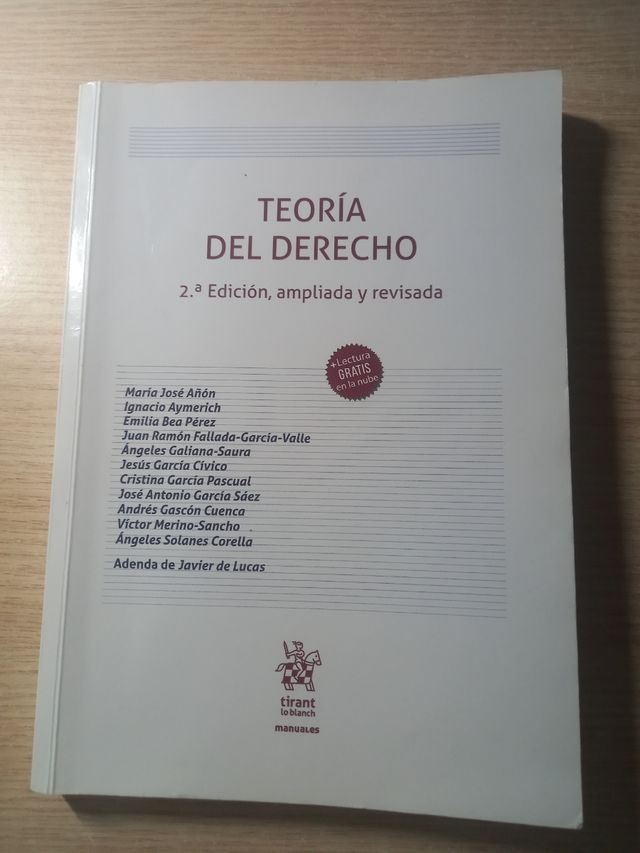 TEORÍA
DEL DERECHO
2.ª Edición, ampliada y revisada
+Lectura
GRATIS
en la nube
María José Añón
Ignacio Aymerich
Emilia Bea Pérez
Juan Ramón Fallada-García-Valle
Ángeles Galiana-Saura
Jesús García Cívico
Cristina García Pascual
José Antonio García Sáez
Andrés Gascón Cuenca
Víctor Merino-Sancho
Ángeles Solanes Corella
Adenda de Javier de Lucas
tirant
lo blanch
manuales